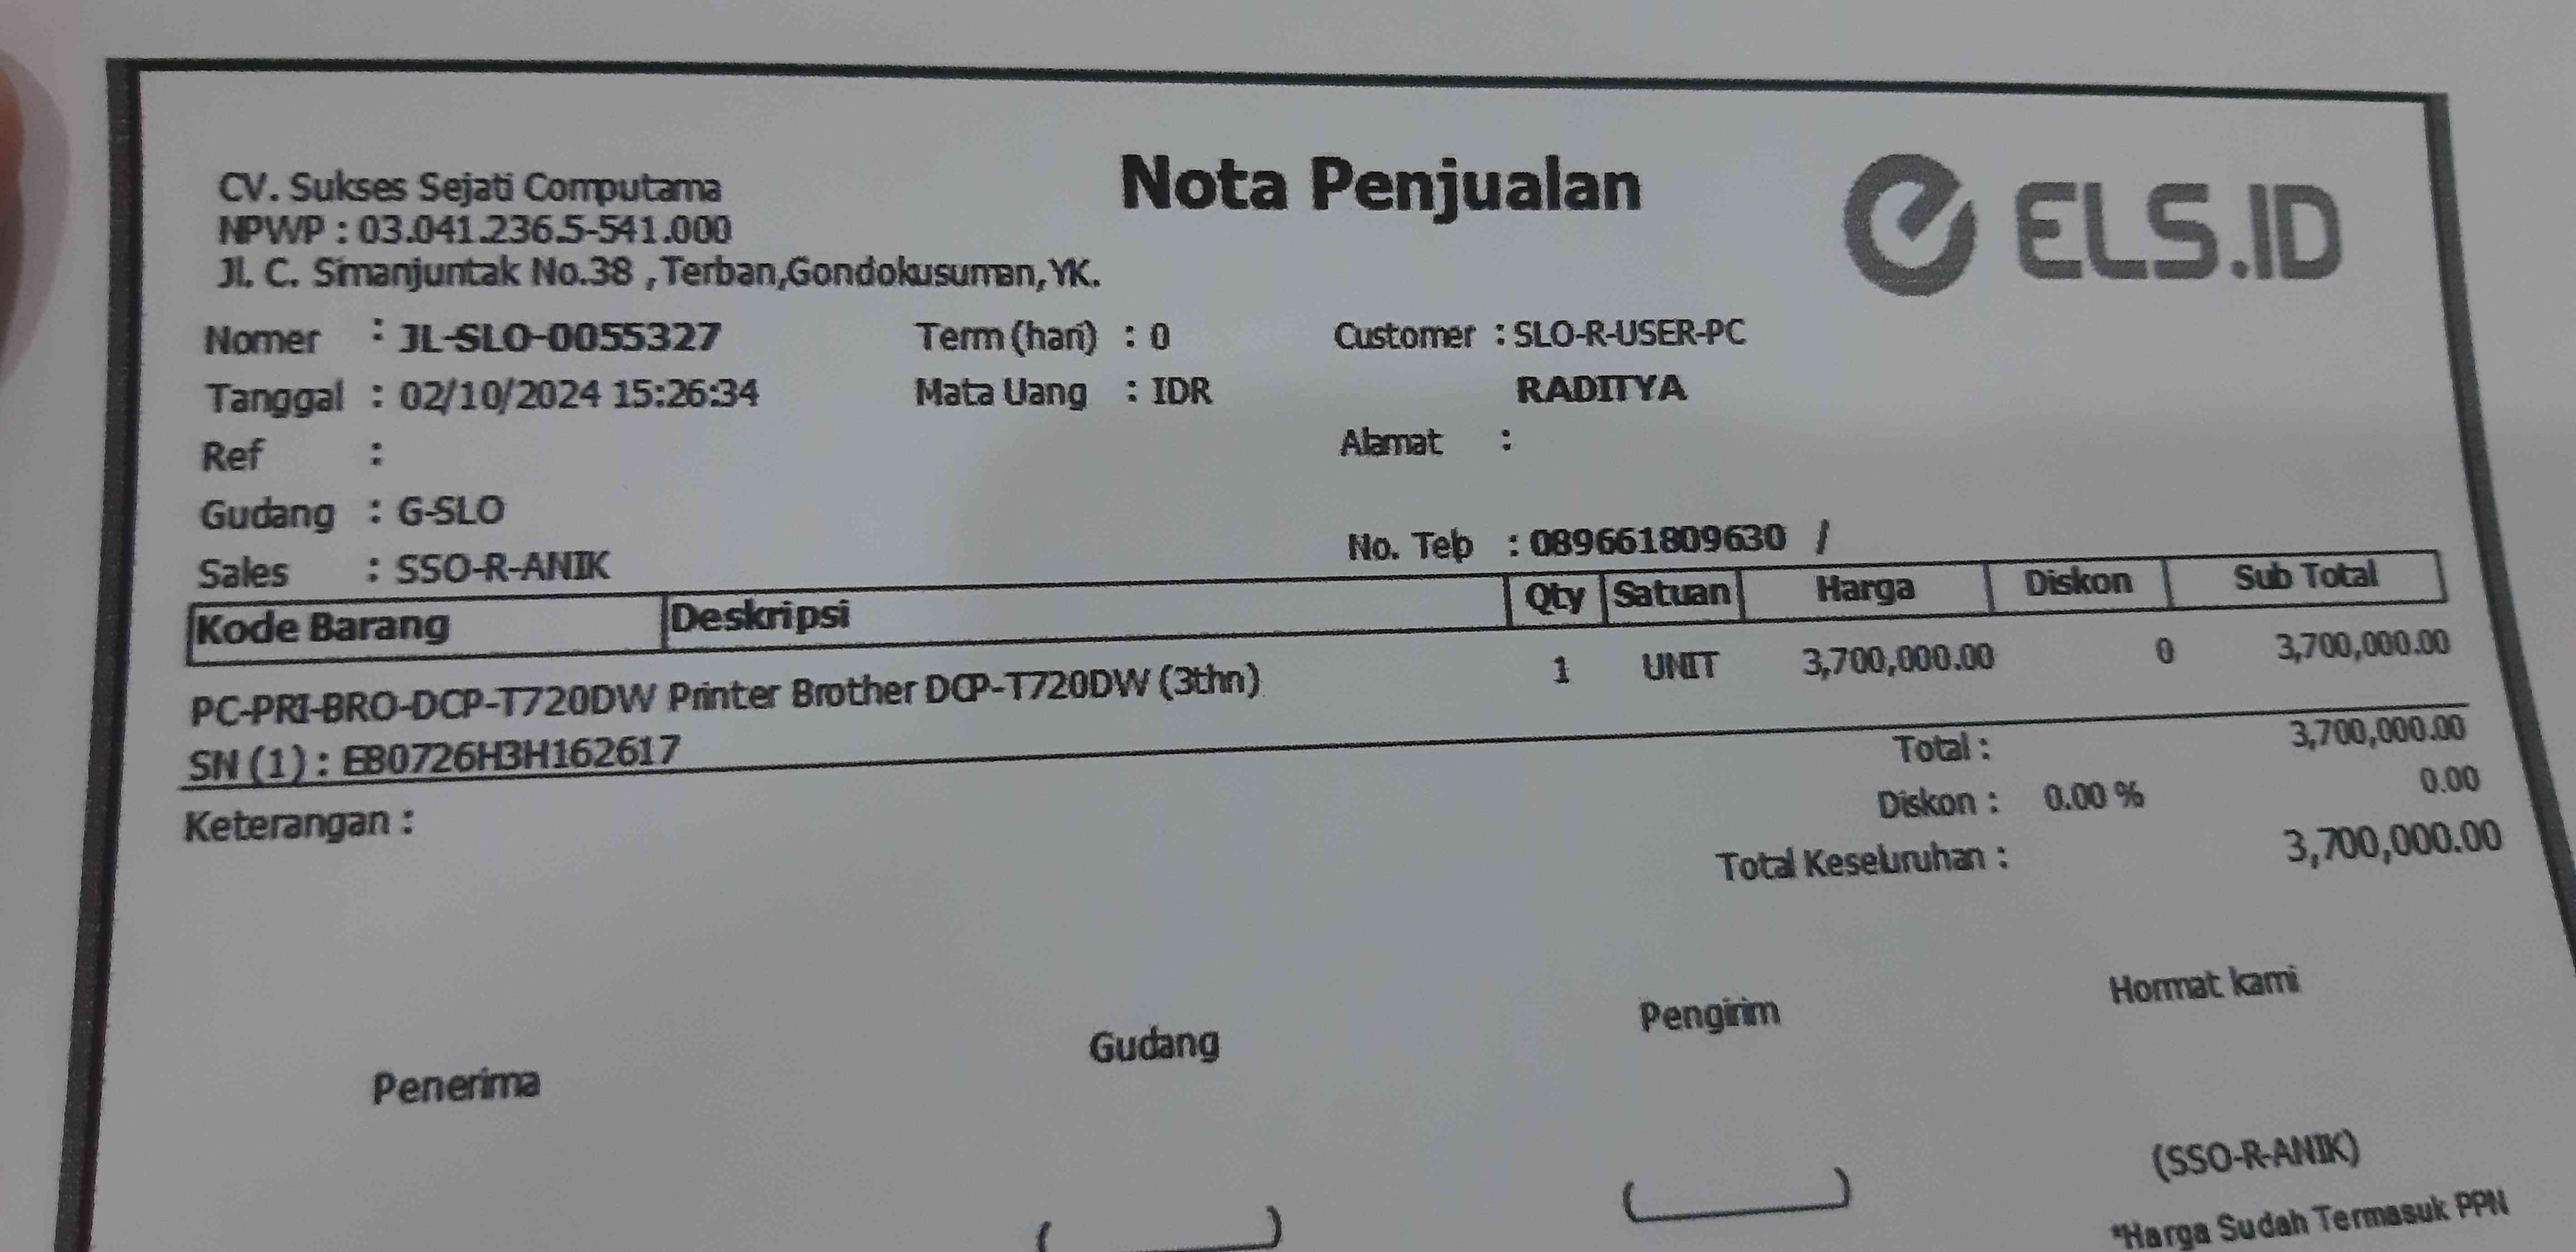 Nota Penjualan
ELS.ID
CV. Sukses Sejati Computama
NPWP : 03.041.236.5-541.000
Jl. C. Simanjuntak No.38 ,Terban,Gondokusuman,YK.
Nomer : JL-SLO-0055327 Term (hari) : 0 Customer : SLO-R-USER-PC
Tanggal : 02/10/2024 15:26:34 Mata Uang : IDR RADITYA
Ref : Alamat :
Gudang : G-SLO
Sales : SSO-R-ANIK No. Telp : 089661809630 /
Kode Barang Deskripsi Qty Satuan Harga Diskon Sub Total
PC-PRI-BRO-DCP-T720DW Printer Brother DCP-T720DW (3thn) 1 UNIT 3,700,000.00 0 3,700,000.00
SN (1) : E80726H3H162617
Total : 3,700,000.00
Keterangan : Diskon : 0.00 % 0.00
Total Keseluruhan : 3,700,000.00
Penerima Gudang Pengirim Hormat kami
(SSO-R-ANIK)
( ) ( )
*Harga Sudah Termasuk PPN